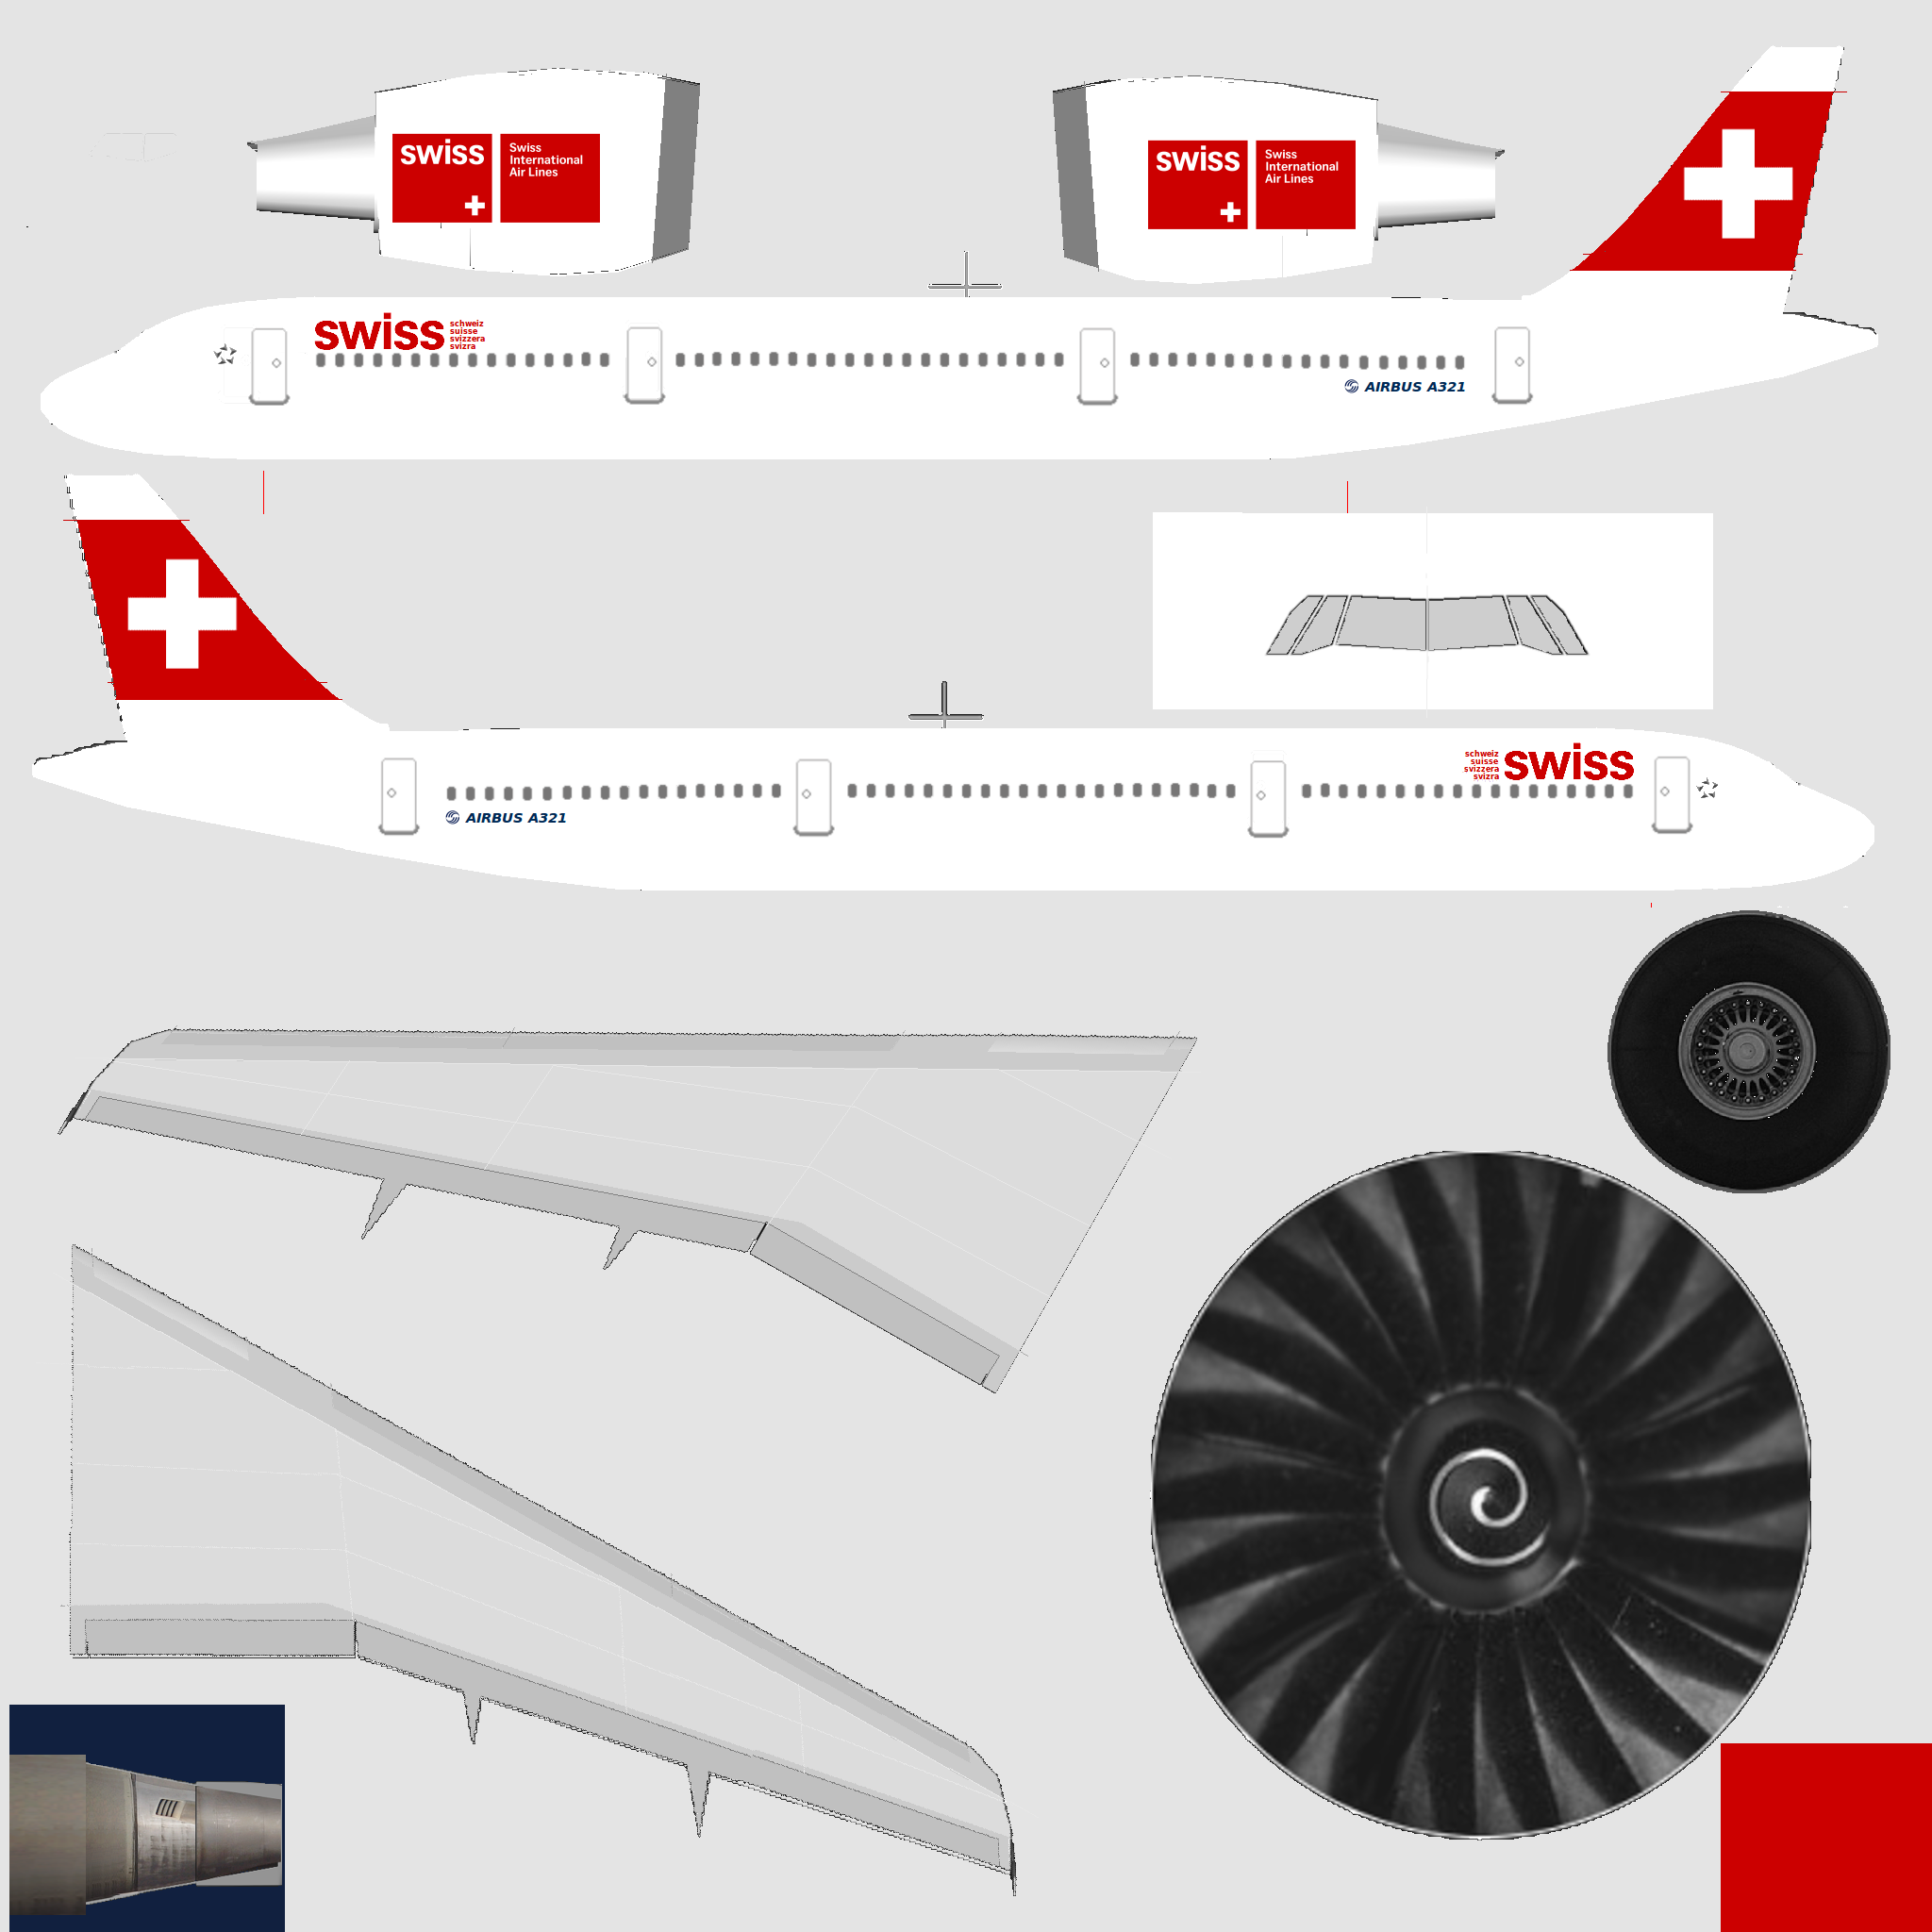 swiss
Swiss
International
Air Lines
swiss
Swiss
International
Air Lines
swiss
schweiz
suisse
svizzera
svizra
AIRBUS A321
schweiz
suisse
svizzera
svizra
swiss
AIRBUS A321